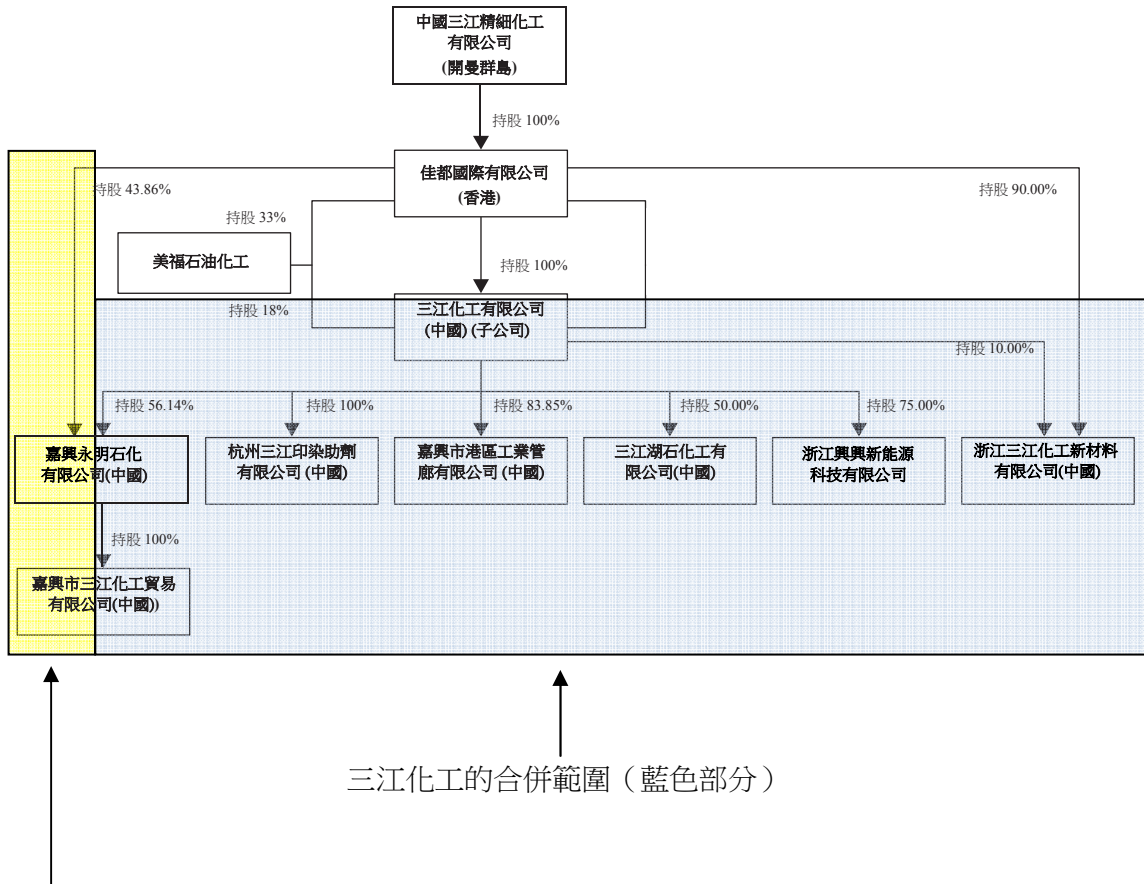 中國三江精細化工
有限公司
(開曼群島)
持股 100%
佳都國際有限公司
(香港)
持股 43.86%
持股 90.00%
持股 33%
美福石油化工
持股 100%
持股 18%
三江化工有限公司
(中國) (子公司)
持股 10.00%
持股 56.14%
持股 100%
持股 83.85%
持股 50.00%
持股 75.00%
嘉興永明石化
有限公司(中國)
杭州三江印染助劑
有限公司 (中國)
嘉興市港區工業管
廊有限公司 (中國)
三江湖石化工有
限公司(中國)
浙江興興新能源
科技有限公司
浙江三江化工新材料
有限公司(中國)
持股 100%
嘉興市三江化工貿易
有限公司(中國))
三江化工的合併範圍（藍色部分）